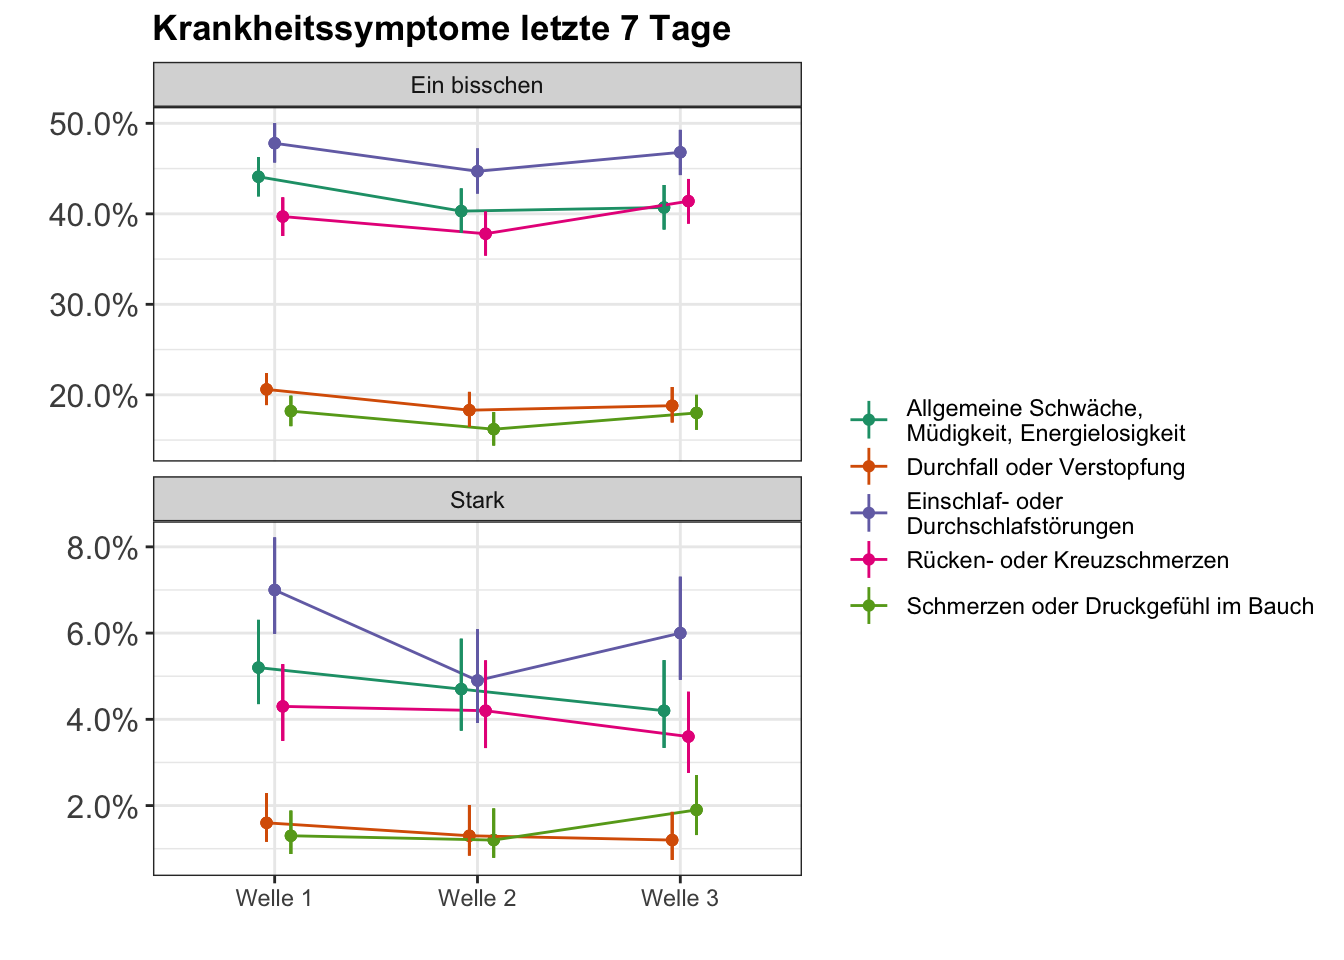 Krankheitssymptome letzte 7 Tage
Ein bisschen
50.0%
40.0%
30.0%
20.0%
Stark
8.0%
6.0%
4.0%
2.0%
Welle 1
Welle 2
Welle 3
Allgemeine Schwäche,
Müdigkeit, Energielosigkeit
Durchfall oder Verstopfung
Einschlaf- oder
Durchschlafstörungen
Rücken- oder Kreuzschmerzen
Schmerzen oder Druckgefühl im Bauch